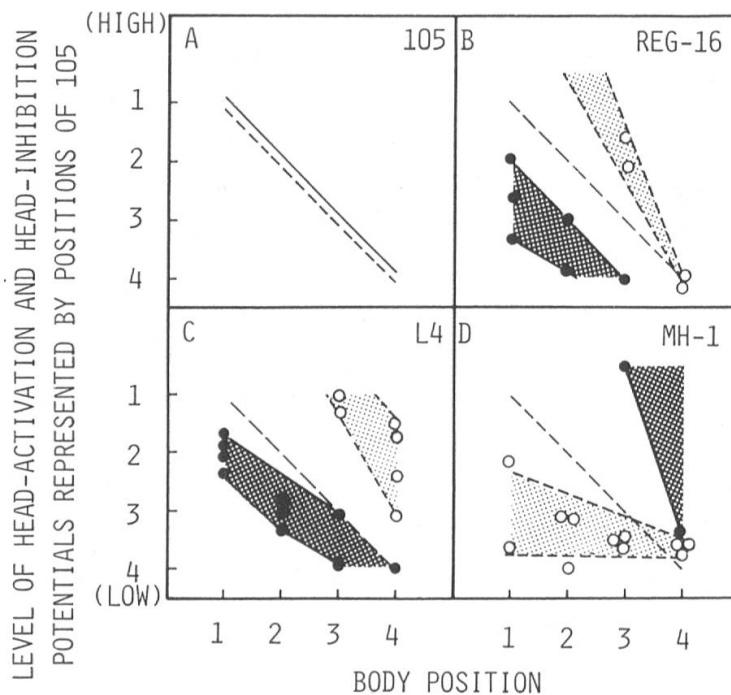 LEVEL OF HEAD-ACTIVATION AND HEAD-INHIBITION
POTENTIALS REPRESENTED BY POSITIONS OF 105
(HIGH)
A 105
B REG-16
1
2
3
4
C L4
D MH-1
1
2
3
4
(LOW)
1 2 3 4 1 2 3 4
BODY POSITION